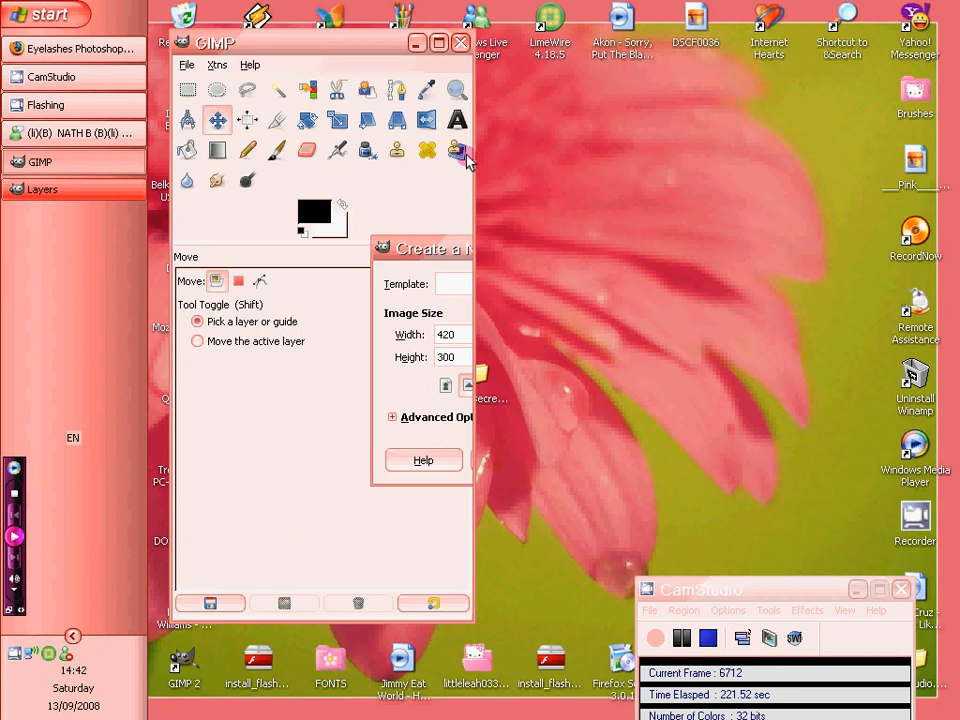 start
Eyelashes Photoshop...
CamStudio
Flashing
(li)(B) NATH B (B)(li) ...
GIMP
Layers
EN
14:42
Saturday
13/09/2008
GIMP
File Xtns Help
Move
Move:
Tool Toggle (Shift)
Pick a layer or guide
Move the active layer
Template:
Image Size
Width: 420
Height: 300
Advanced Opt
Help
LimeWire
4.18.5
Akon - Sorry,
Put The Bla...
DSCF0036
Internet
Hearts
Shortcut to
&Search
Yahoo!
Messenger
Brushes
___Pink____...
RecordNow
Remote
Assistance
Uninstall
Winamp
Windows Media
Player
Recorder
secre...
CamStudio
File Region Options Tools Effects View Help
Current Frame : 6712
Time Elasped : 221.52 sec
Number of Colors : 32 bits
GIMP 2
install_flash...
FONTS
Jimmy Eat
World - H...
littleleah033...
install_flash...